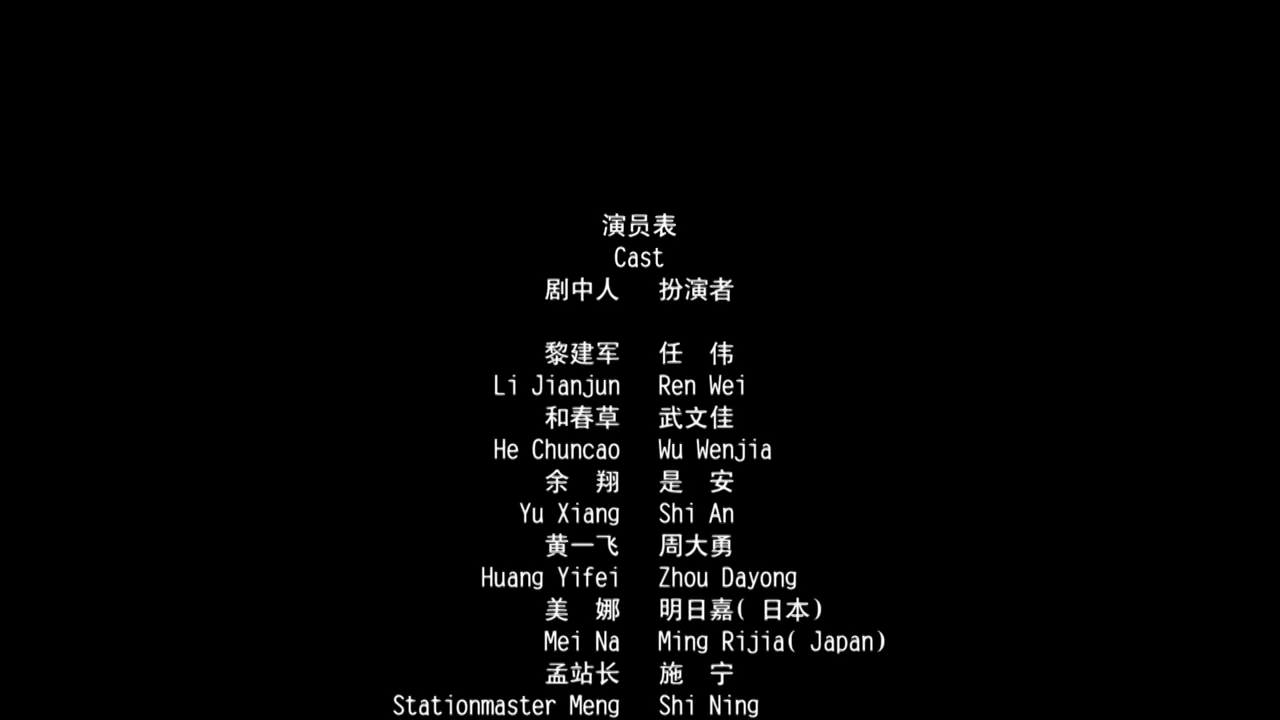 演员表
Cast
剧中人 扮演者
黎建军 任 伟
Li Jianjun Ren Wei
和春草 武文佳
He Chuncao Wu Wenjia
余 翔 是 安
Yu Xiang Shi An
黄一飞 周大勇
Huang Yifei Zhou Dayong
美 娜 明日嘉( 日本)
Mei Na Ming Rijia( Japan)
孟站长 施 宁
Stationmaster Meng Shi Ning